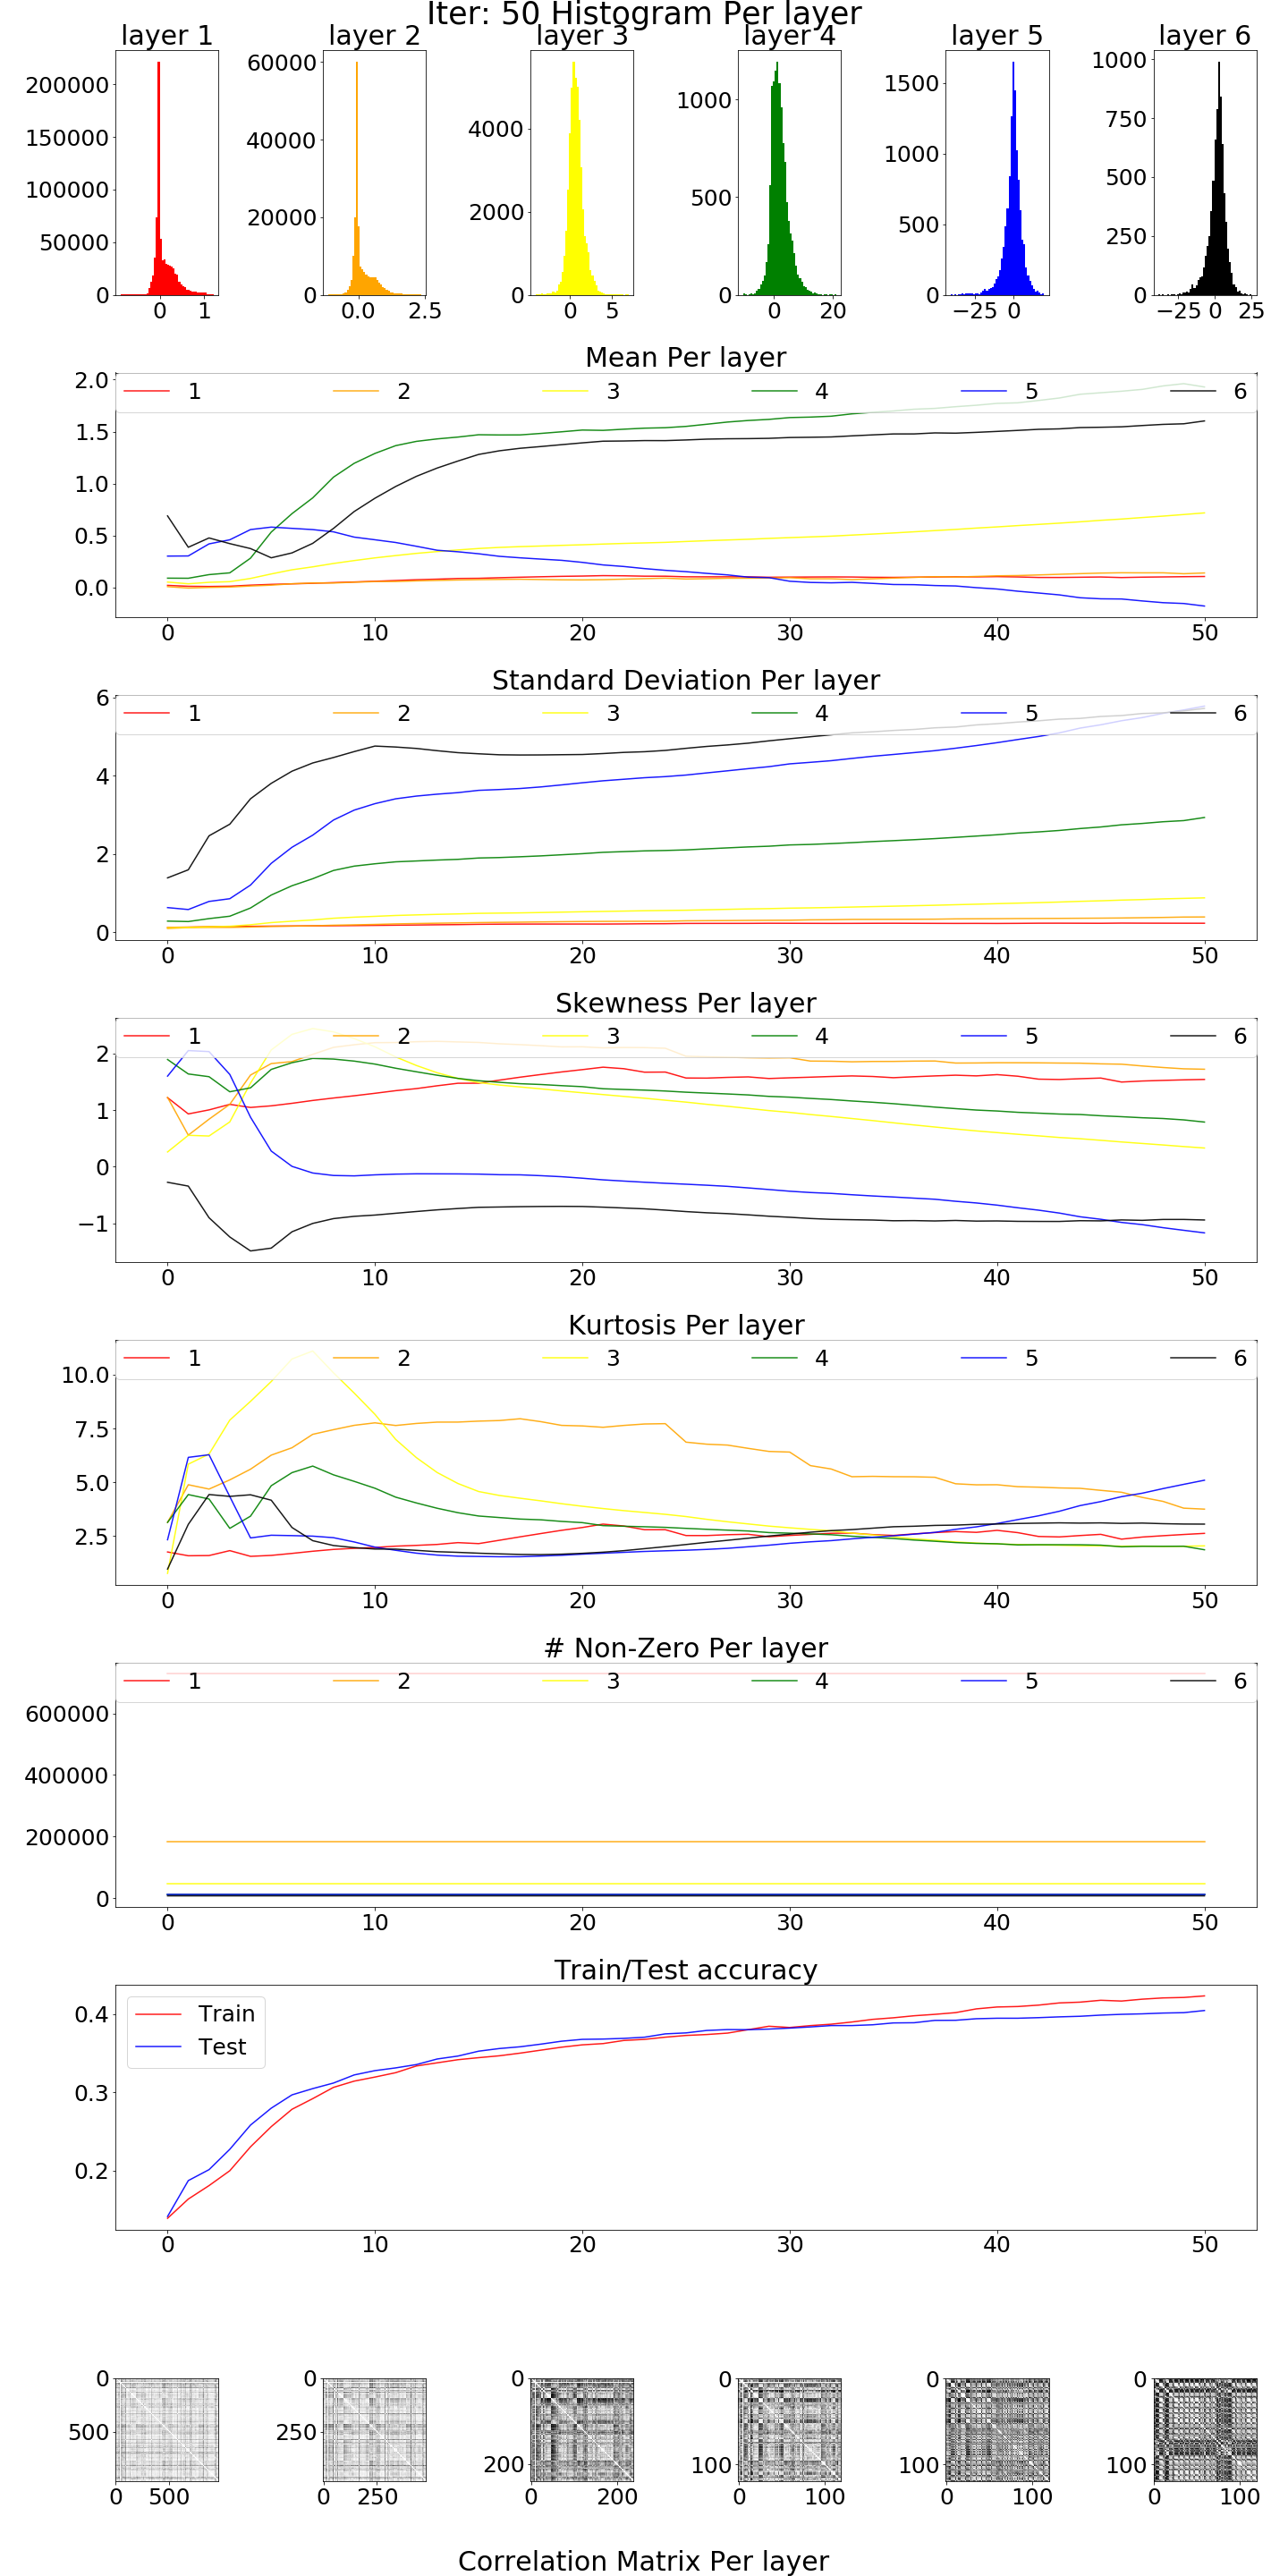 Iter: 50 Histogram Per layer
layer 1 layer 2 layer 3 layer 4 layer 5 layer 6
200000 150000 100000 50000 0
0 1
60000 40000 20000 0
0.0 2.5
4000 2000 0
0 5
1000 500 0
0 20
1500 1000 500 0
−25 0
1000 750 500 250 0
−25 0 25
Mean Per layer
1 2 3 4 5 6
2.0
1.5
1.0
0.5
0.0
0 10 20 30 40 50
Standard Deviation Per layer
1 2 3 4 5 6
6
4
2
0
0 10 20 30 40 50
Skewness Per layer
1 2 3 4 5 6
2
1
0
−1
0 10 20 30 40 50
Kurtosis Per layer
1 2 3 4 5 6
10.0
7.5
5.0
2.5
0 10 20 30 40 50
# Non-Zero Per layer
1 2 3 4 5 6
600000
400000
200000
0
0 10 20 30 40 50
Train/Test accuracy
Train
Test
0.4
0.3
0.2
0 10 20 30 40 50
0 500
0 500
0 250
0 250
0 200
0 200
0 100
0 100
0 100
0 100
0 100
0 100
Correlation Matrix Per layer